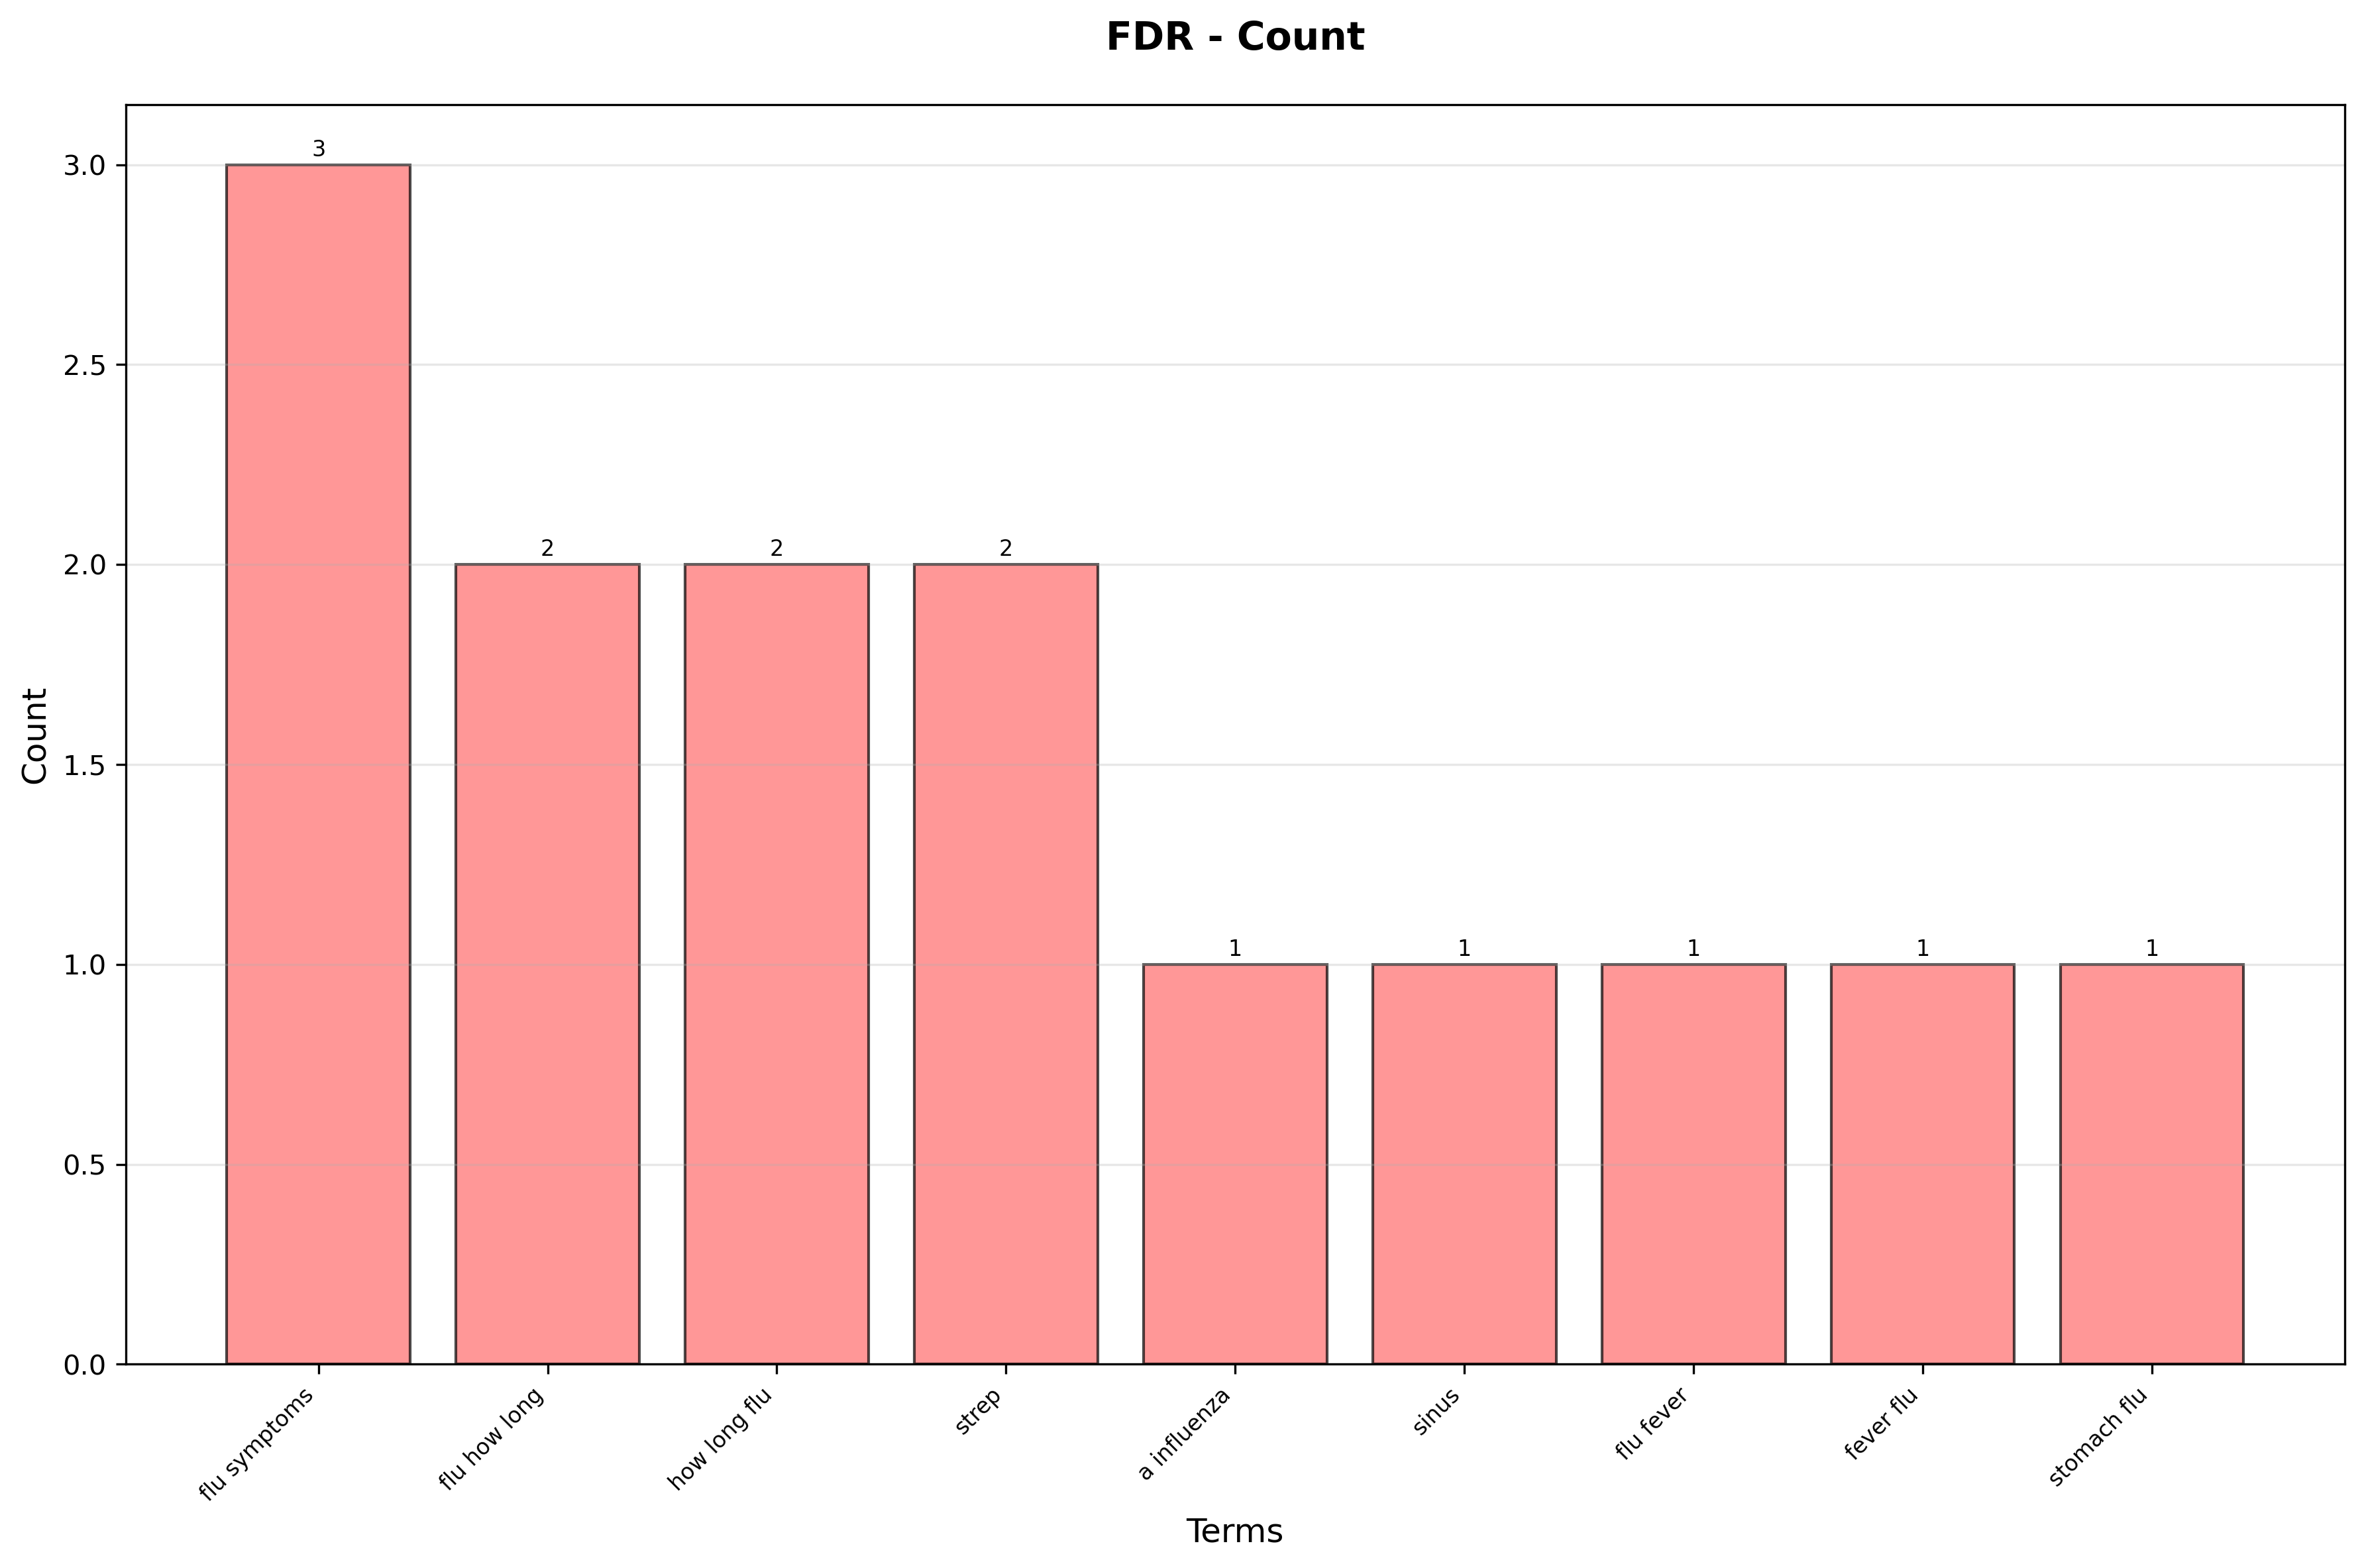 FDR - Count
3
2
2
2
1
1
1
1
1
3.0
2.5
2.0
1.5
1.0
0.5
0.0
Count
flu symptoms
flu how long
how long flu
strep
a influenza
sinus
flu fever
fever flu
stomach flu
Terms